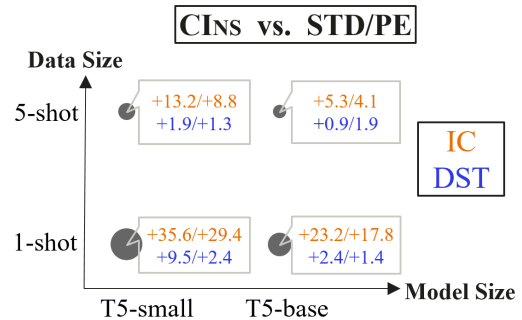 CINS vs. STD/PE
Data Size
5-shot
+13.2/+8.8
+1.9/+1.3
+5.3/4.1
+0.9/1.9
IC
DST
1-shot
+35.6/+29.4
+9.5/+2.4
+23.2/+17.8
+2.4/+1.4
Model Size
T5-small
T5-base